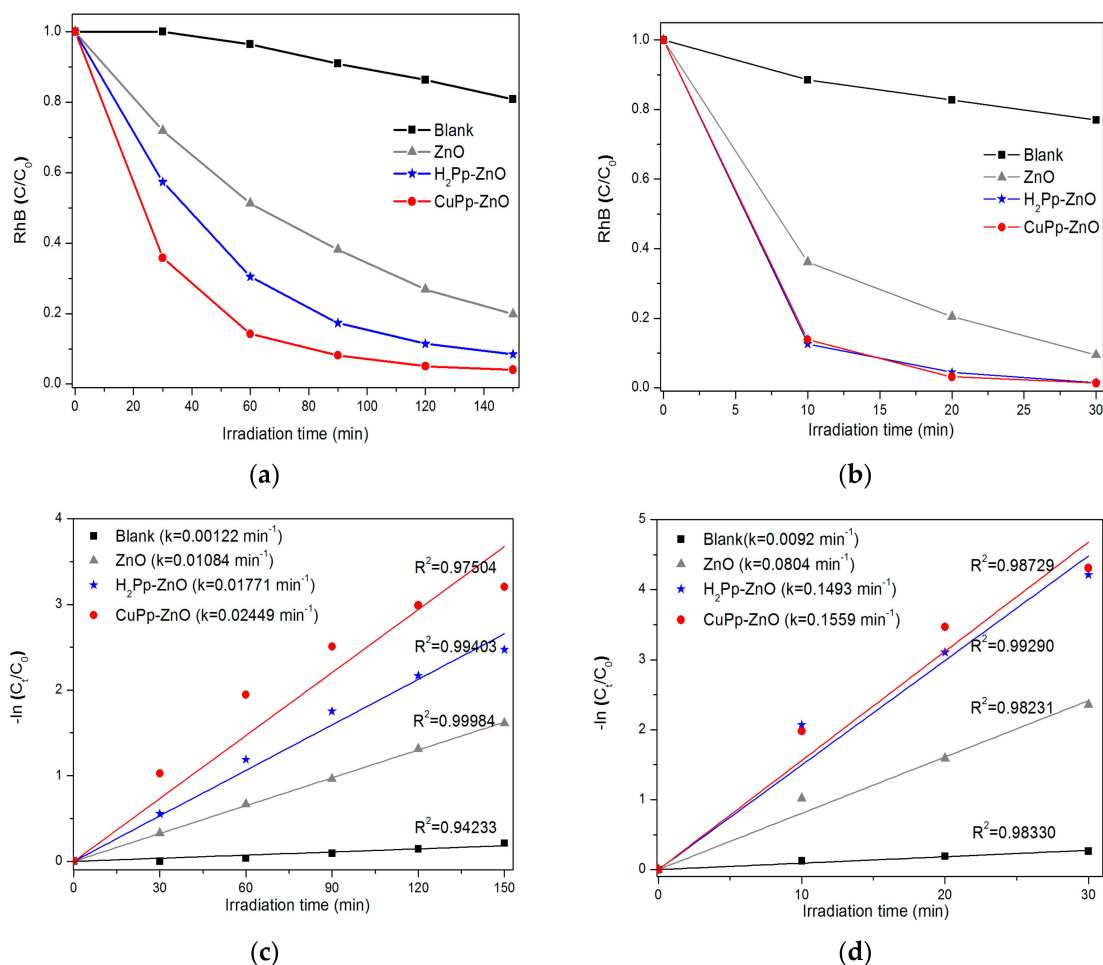 1.0
0.8
0.6
0.4
0.2
0.0
RhB (C/C₀)
Blank
ZnO
H₂Pp-ZnO
CuPp-ZnO
0 20 40 60 80 100 120 140
Irradiation time (min)
(a)
1.0
0.8
0.6
0.4
0.2
0.0
RhB (C/C₀)
Blank
ZnO
H₂Pp-ZnO
CuPp-ZnO
0 5 10 15 20 25 30
Irradiation time (min)
(b)
4
3
2
1
0
-ln (Cₜ/C₀)
Blank (k=0.00122 min⁻¹)
ZnO (k=0.01084 min⁻¹)
H₂Pp-ZnO (k=0.01771 min⁻¹)
CuPp-ZnO (k=0.02449 min⁻¹)
R²=0.97504
R²=0.99403
R²=0.99984
R²=0.94233
0 30 60 90 120 150
Irradiation time (min)
(c)
5
4
3
2
1
0
-ln (Cₜ/C₀)
Blank(k=0.0092 min⁻¹)
ZnO (k=0.0804 min⁻¹)
H₂Pp-ZnO (k=0.1493 min⁻¹)
CuPp-ZnO (k=0.1559 min⁻¹)
R²=0.98729
R²=0.99290
R²=0.98231
R²=0.98330
0 10 20 30
Irradiation time (min)
(d)